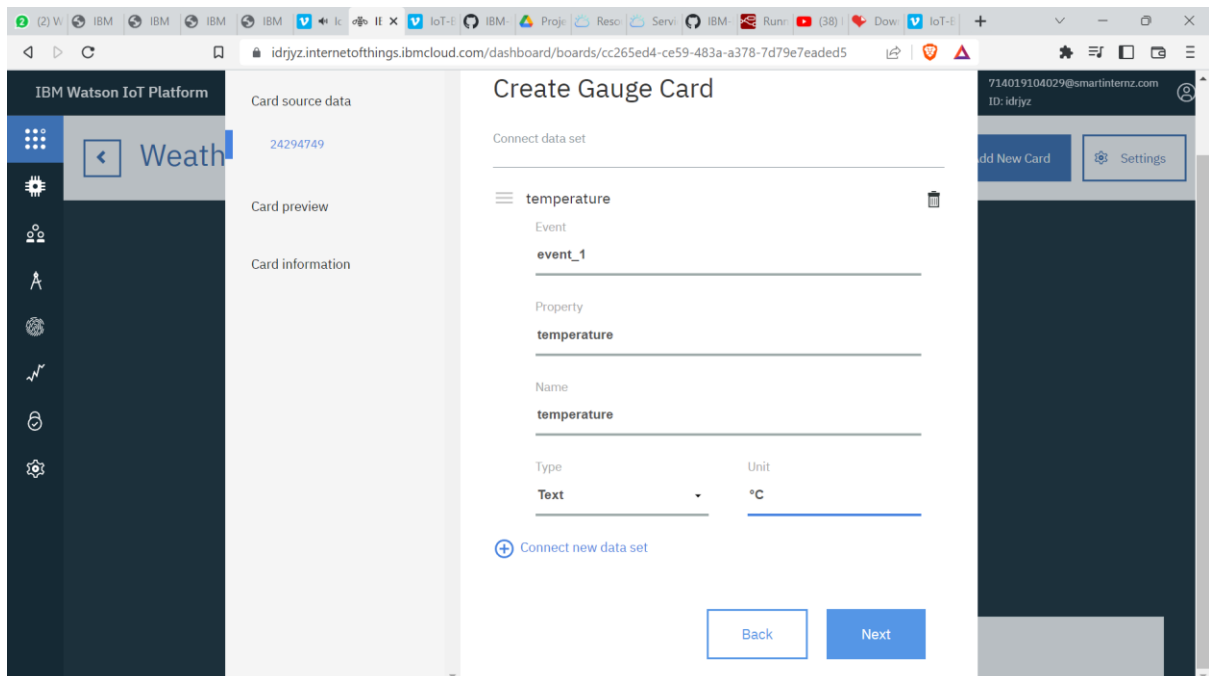 (2) W IBM IBM IBM IBM Ic IE IoT-E IBM- Proje Reso Servi IBM- Runn (38) Dow IoT-E
idrjyz.internetofthings.ibmcloud.com/dashboard/boards/cc265ed4-ce59-483a-a378-7d79e7eaded5
IBM Watson IoT Platform
714019104029@smartinternz.com
ID: idrjyz
Weath
dd New Card
Settings
Card source data
24294749
Card preview
Card information
Create Gauge Card
Connect data set
temperature
Event
event_1
Property
temperature
Name
temperature
Type Unit
Text °C
Connect new data set
Back Next